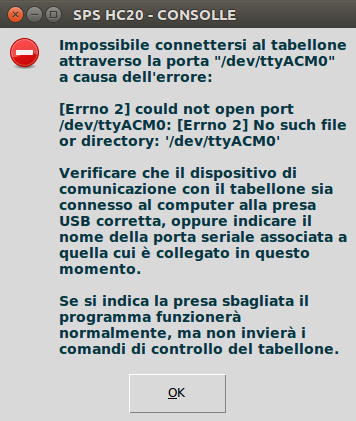 SPS HC20 - CONSOLLE
Impossibile connettersi al tabellone
attraverso la porta "/dev/ttyACM0"
a causa dell'errore:
[Errno 2] could not open port
/dev/ttyACM0: [Errno 2] No such file
or directory: '/dev/ttyACM0'
Verificare che il dispositivo di
comunicazione con il tabellone sia
connesso al computer alla presa
USB corretta, oppure indicare il
nome della porta seriale associata a
quella cui è collegato in questo
momento.
Se si indica la presa sbagliata il
programma funzionerà
normalmente, ma non invierà i
comandi di controllo del tabellone.
OK